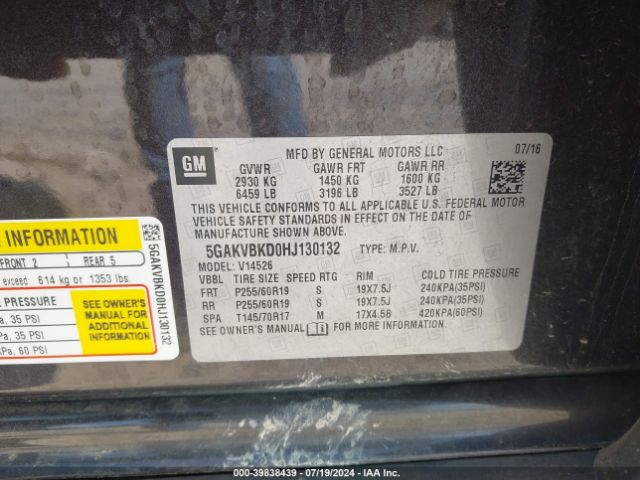 GM
MFD BY GENERAL MOTORS LLC 07/16
GVWR GAWR FRT GAWR RR
2930 KG 1450 KG 1600 KG
6459 LB 3196 LB 3527 LB
THIS VEHICLE CONFORMS TO ALL APPLICABLE U.S. FEDERAL MOTOR
VEHICLE SAFETY STANDARDS IN EFFECT ON THE DATE OF
MANUFACTURE SHOWN ABOVE.
5GAKVBKD0HJ130132 TYPE: M.P.V.
MODEL: V14526
VBBL TIRE SIZE SPEED RTG RIM COLD TIRE PRESSURE
FRT P255/60R19 S 19X7.5J 240KPA(35PSI)
RR P255/60R19 S 19X7.5J 240KPA(35PSI)
SPA T145/70R17 M 17X4.5B 420KPA(60PSI)
SEE OWNER'S MANUAL FOR MORE INFORMATION.
INFORMATION
FRONT 2 REAR 5
exceed 614 kg or 1353 lbs.
PRESSURE
, 35 PSI
, 35 PSI
Pa, 60 PSI
SEE OWNER'S
MANUAL FOR
ADDITIONAL
INFORMATION
5GAKVBKD0HJ130132
000-39838439 - 07/19/2024 - IAA Inc.